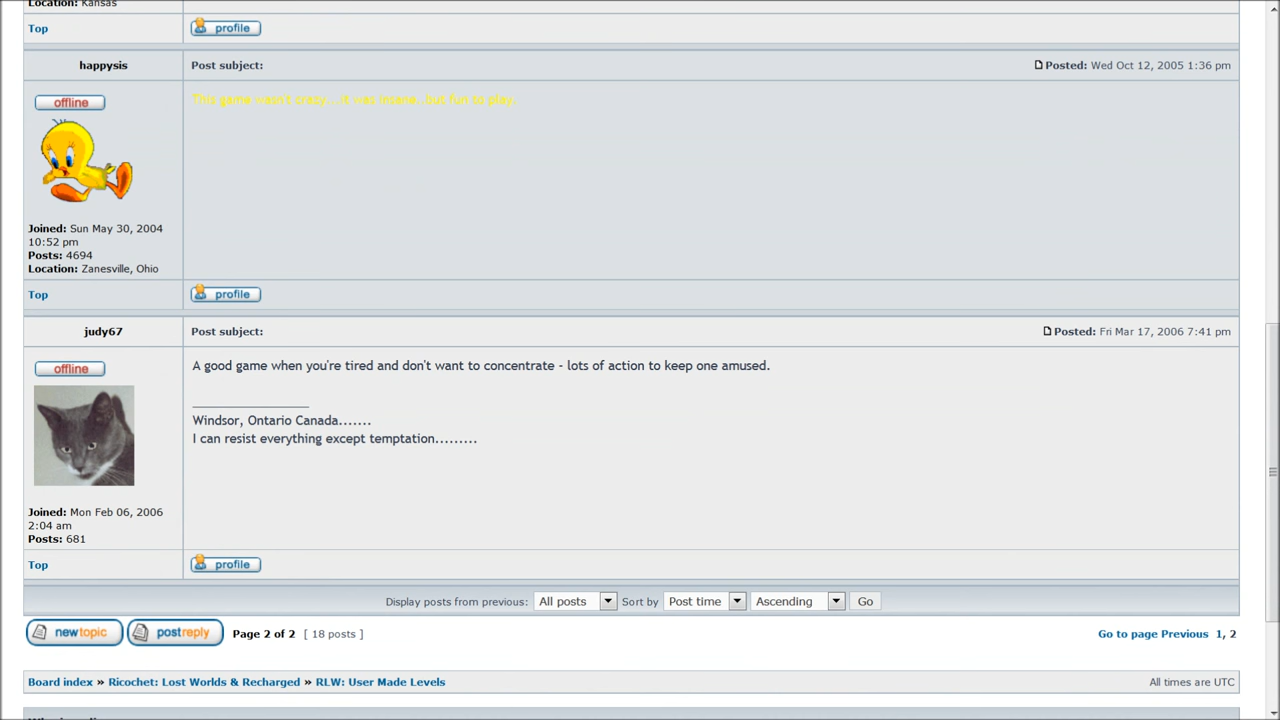 Location: Kansas
Top
profile
happysis
Post subject:
Posted: Wed Oct 12, 2005 1:36 pm
offline
This game wasn't crazy...it was insane..but fun to play.
Joined: Sun May 30, 2004
10:52 pm
Posts: 4694
Location: Zanesville, Ohio
Top
profile
judy67
Post subject:
Posted: Fri Mar 17, 2006 7:41 pm
offline
A good game when you're tired and don't want to concentrate - lots of action to keep one amused.
_________________
Windsor, Ontario Canada.......
I can resist everything except temptation.........
Joined: Mon Feb 06, 2006
2:04 am
Posts: 681
Top
profile
Display posts from previous: All posts Sort by Post time Ascending Go
newtopic postreply Page 2 of 2 [ 18 posts ]
Go to page Previous 1, 2
Board index » Ricochet: Lost Worlds & Recharged » RLW: User Made Levels
All times are UTC